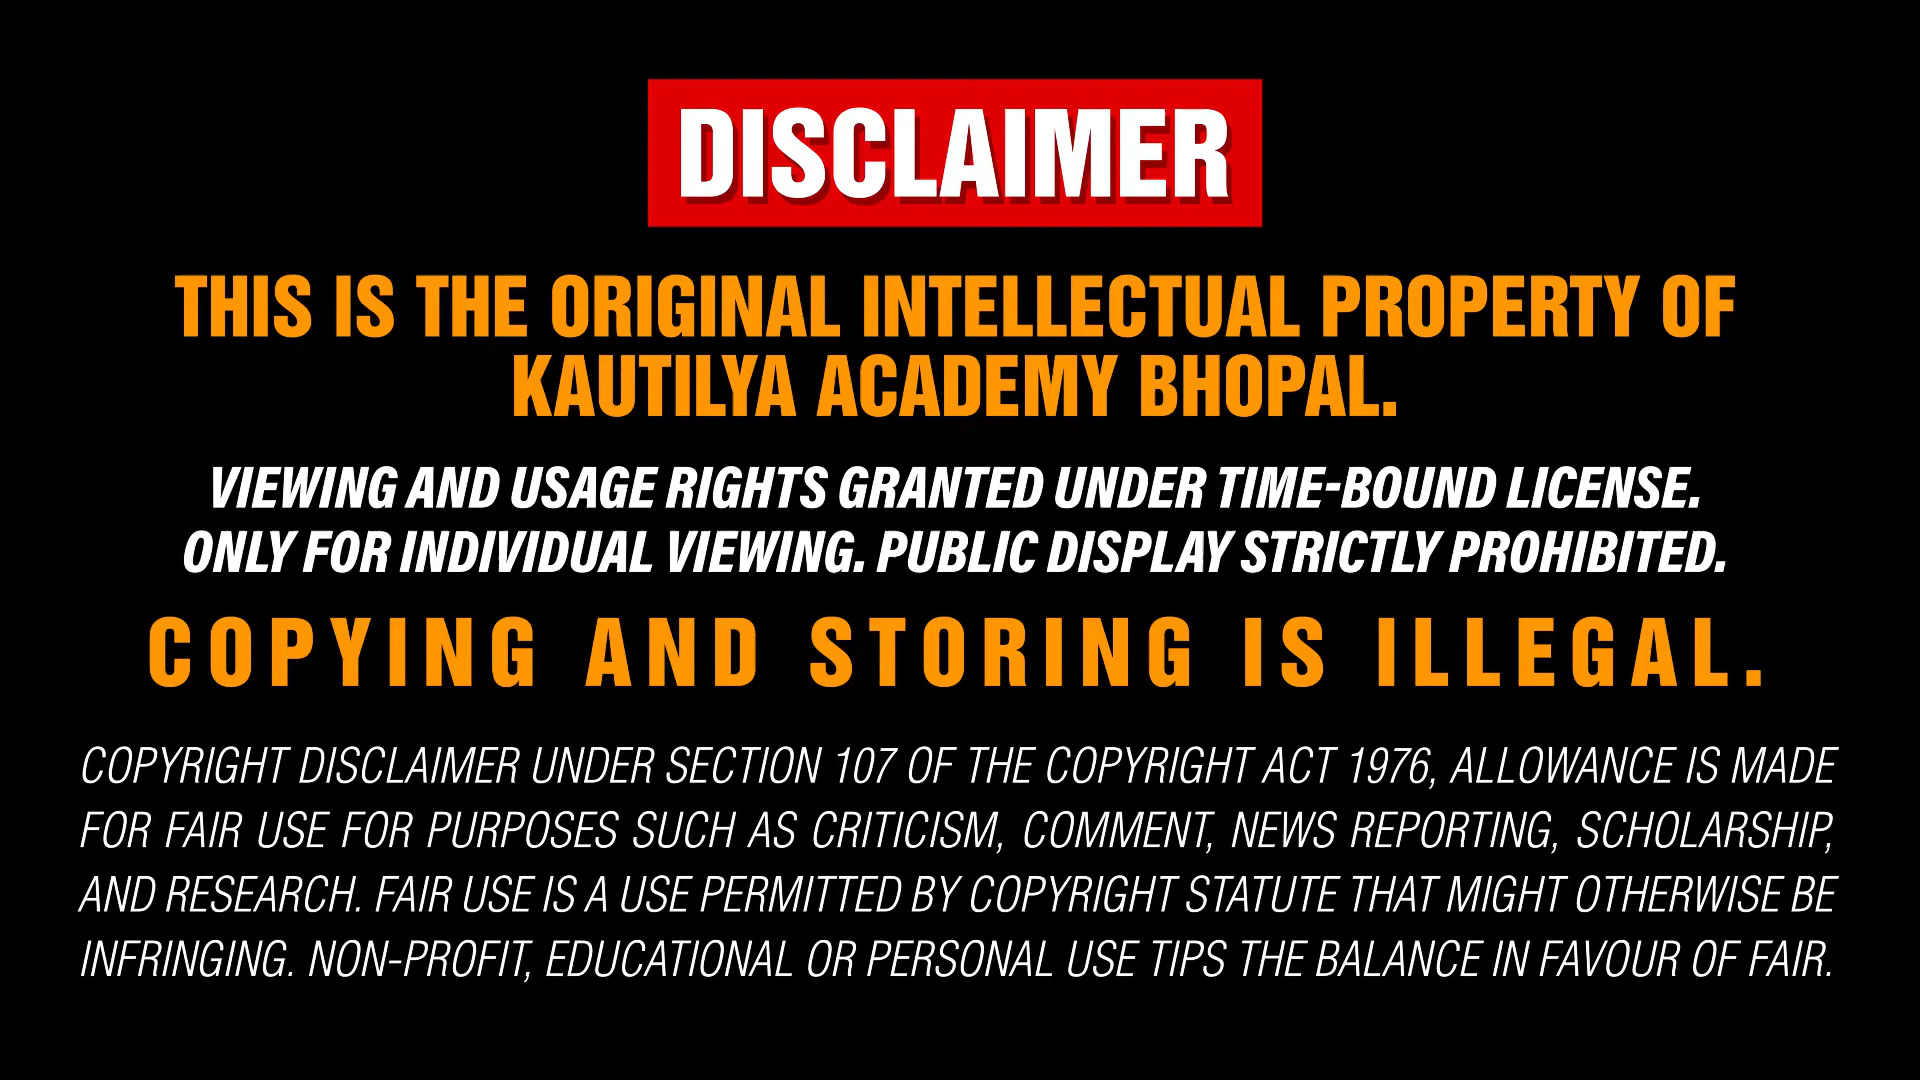 DISCLAIMER
THIS IS THE ORIGINAL INTELLECTUAL PROPERTY OF
KAUTILYA ACADEMY BHOPAL.
VIEWING AND USAGE RIGHTS GRANTED UNDER TIME-BOUND LICENSE.
ONLY FOR INDIVIDUAL VIEWING. PUBLIC DISPLAY STRICTLY PROHIBITED.
COPYING AND STORING IS ILLEGAL.
COPYRIGHT DISCLAIMER UNDER SECTION 107 OF THE COPYRIGHT ACT 1976, ALLOWANCE IS MADE
FOR FAIR USE FOR PURPOSES SUCH AS CRITICISM, COMMENT, NEWS REPORTING, SCHOLARSHIP,
AND RESEARCH. FAIR USE IS A USE PERMITTED BY COPYRIGHT STATUTE THAT MIGHT OTHERWISE BE
INFRINGING. NON-PROFIT, EDUCATIONAL OR PERSONAL USE TIPS THE BALANCE IN FAVOUR OF FAIR.